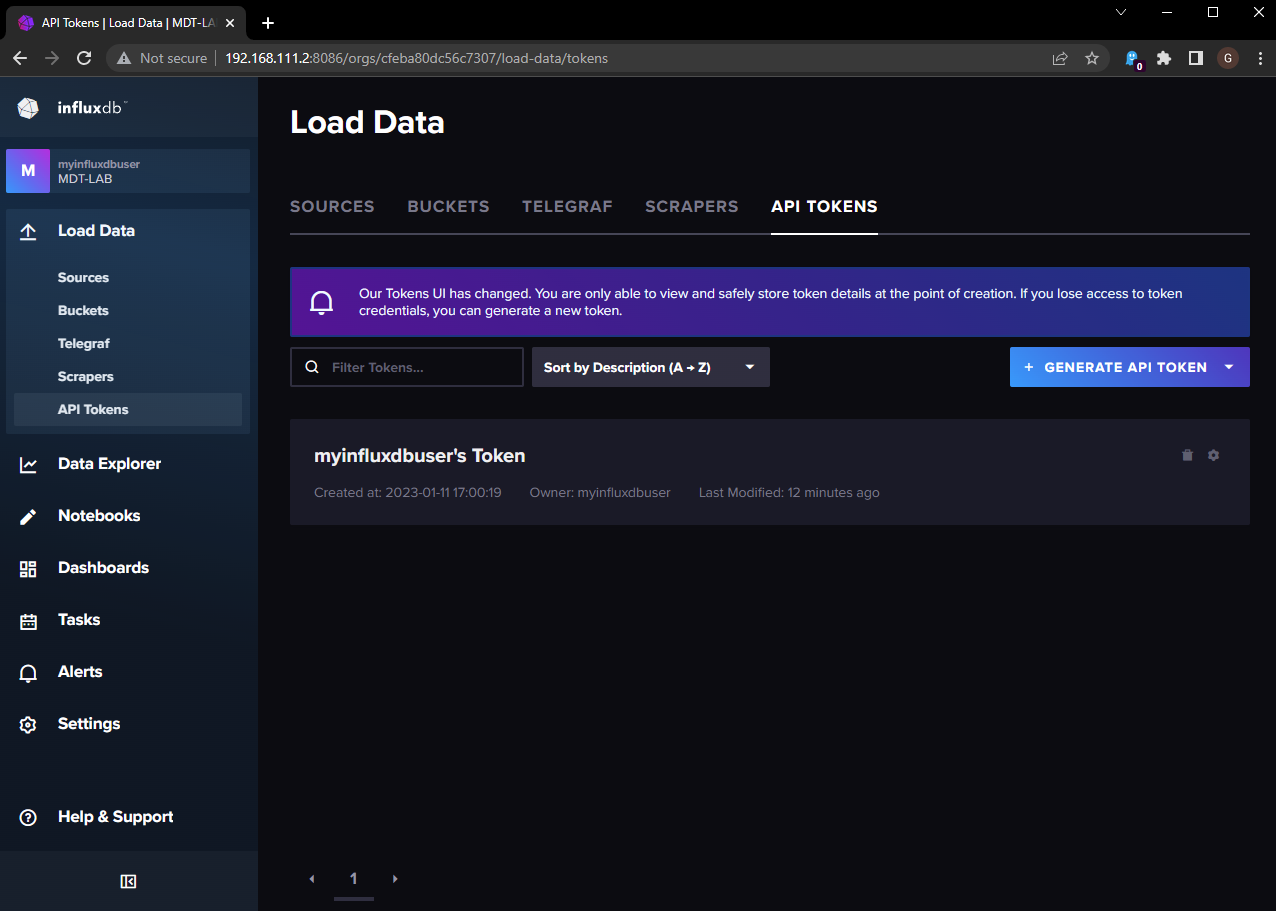 API Tokens | Load Data | MDT-LA
Not secure
192.168.111.2:8086/orgs/cfeba80dc56c7307/load-data/tokens
0
G
influxdb™
M
myinfluxdbuser
MDT-LAB
Load Data
Sources
Buckets
Telegraf
Scrapers
API Tokens
Data Explorer
Notebooks
Dashboards
Tasks
Alerts
Settings
Help & Support
Load Data
SOURCES
BUCKETS
TELEGRAF
SCRAPERS
API TOKENS
Our Tokens UI has changed. You are only able to view and safely store token details at the point of creation. If you lose access to token
credentials, you can generate a new token.
Filter Tokens...
Sort by Description (A → Z)
+ GENERATE API TOKEN
myinfluxdbuser's Token
Created at: 2023-01-11 17:00:19
Owner: myinfluxdbuser
Last Modified: 12 minutes ago
1